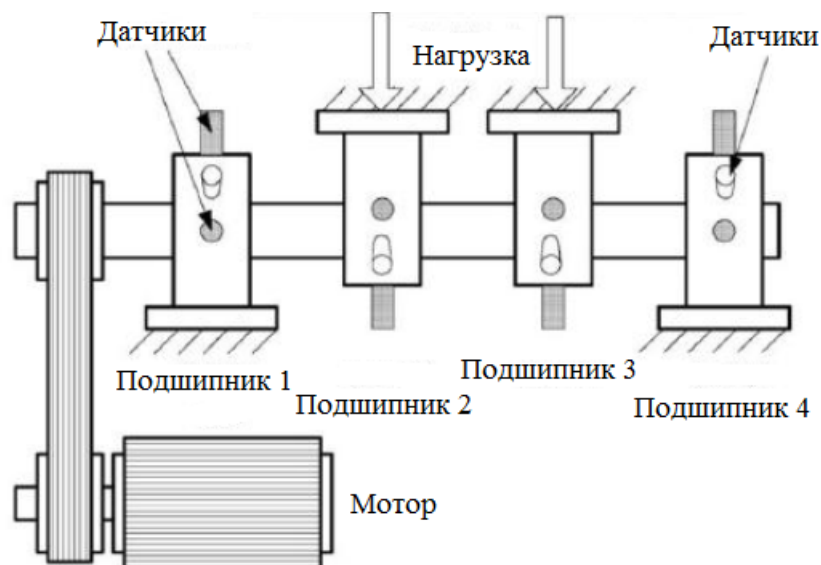 Датчики
Нагрузка
Датчики
Подшипник 1
Подшипник 2
Подшипник 3
Подшипник 4
Мотор